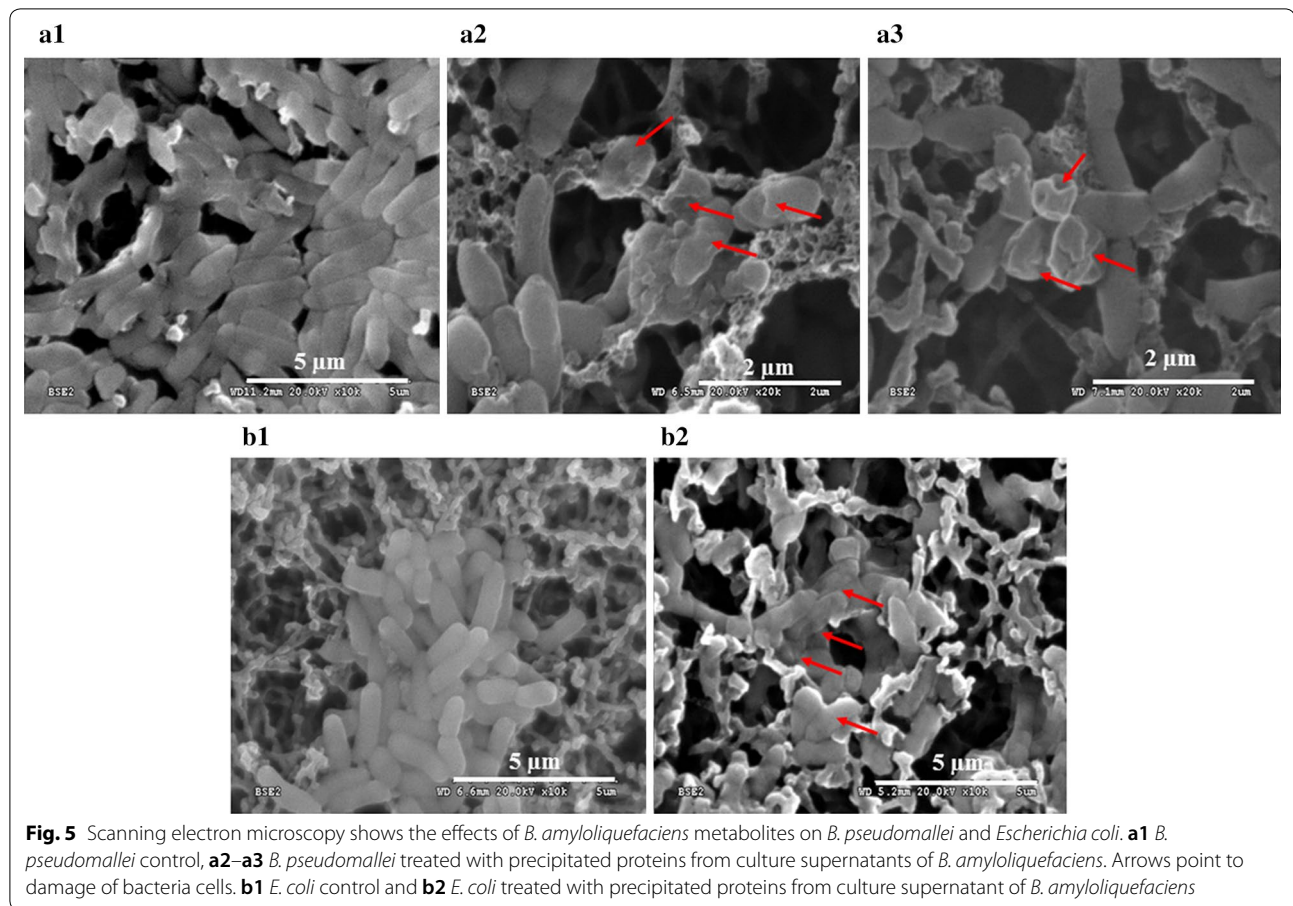 a1
a2
a3
5 µm
BSE2 WD11.2mm 20.0kV x10k 5um
2 µm
BSE2 WD 6.5mm 20.0kV x20k 2um
2 µm
BSE2 WD 7.1mm 20.0kV x20k 2um
b1
b2
5 µm
BSE2 WD 6.6mm 20.0kV x10k 5um
5 µm
BSE2 WD 5.2mm 20.0kV x10k 5um
Fig. 5 Scanning electron microscopy shows the effects of B. amyloliquefaciens metabolites on B. pseudomallei and Escherichia coli. a1 B.
pseudomallei control, a2–a3 B. pseudomallei treated with precipitated proteins from culture supernatants of B. amyloliquefaciens. Arrows point to
damage of bacteria cells. b1 E. coli control and b2 E. coli treated with precipitated proteins from culture supernatant of B. amyloliquefaciens